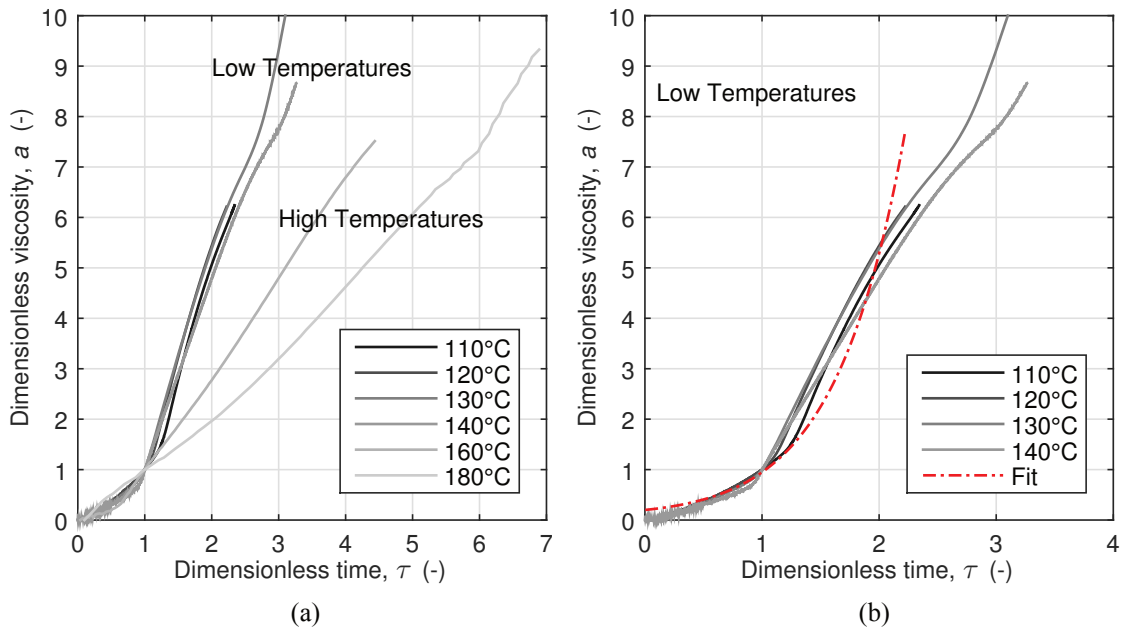 10
9
8
7
6
5
4
3
2
1
0
Dimensionless viscosity, a (-)
Low Temperatures
High Temperatures
110°C
120°C
130°C
140°C
160°C
180°C
0 1 2 3 4 5 6 7
Dimensionless time, τ (-)
(a)
10
9
8
7
6
5
4
3
2
1
0
Dimensionless viscosity, a (-)
Low Temperatures
110°C
120°C
130°C
140°C
Fit
0 1 2 3 4
Dimensionless time, τ (-)
(b)